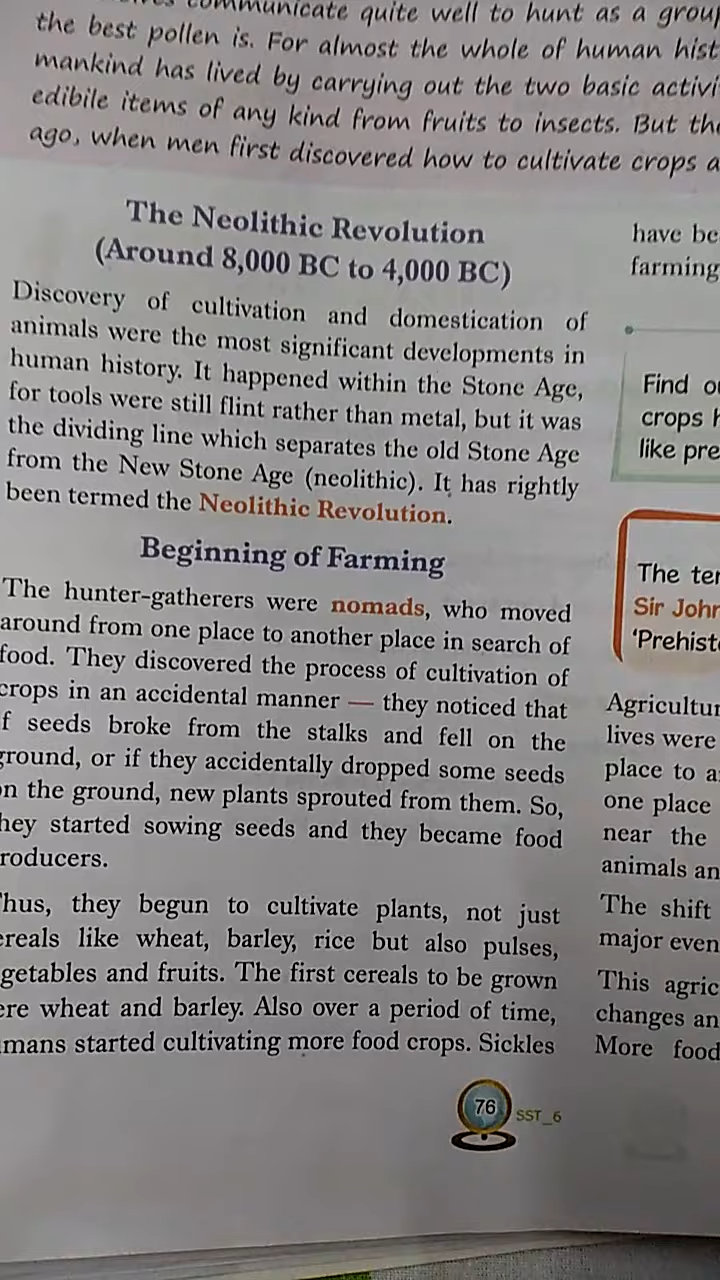 communicate quite well to hunt as a group
the best pollen is. For almost the whole of human hist
mankind has lived by carrying out the two basic activi
edibile items of any kind from fruits to insects. But the
ago, when men first discovered how to cultivate crops a
The Neolithic Revolution
(Around 8,000 BC to 4,000 BC)
Discovery of cultivation and domestication of
animals were the most significant developments in
human history. It happened within the Stone Age,
for tools were still flint rather than metal, but it was
the dividing line which separates the old Stone Age
from the New Stone Age (neolithic). It has rightly
been termed the Neolithic Revolution.
Beginning of Farming
The hunter-gatherers were nomads, who moved
around from one place to another place in search of
food. They discovered the process of cultivation of
crops in an accidental manner — they noticed that
f seeds broke from the stalks and fell on the
ground, or if they accidentally dropped some seeds
on the ground, new plants sprouted from them. So,
hey started sowing seeds and they became food
roducers.
hus, they begun to cultivate plants, not just
ereals like wheat, barley, rice but also pulses,
getables and fruits. The first cereals to be grown
ere wheat and barley. Also over a period of time,
mans started cultivating more food crops. Sickles
have be
farming
Find ou
crops h
like pre
The ter
Sir John
'Prehisto
Agricultur
lives were
place to a
one place
near the
animals an
The shift
major even
This agric
changes an
More food
76
SST_6